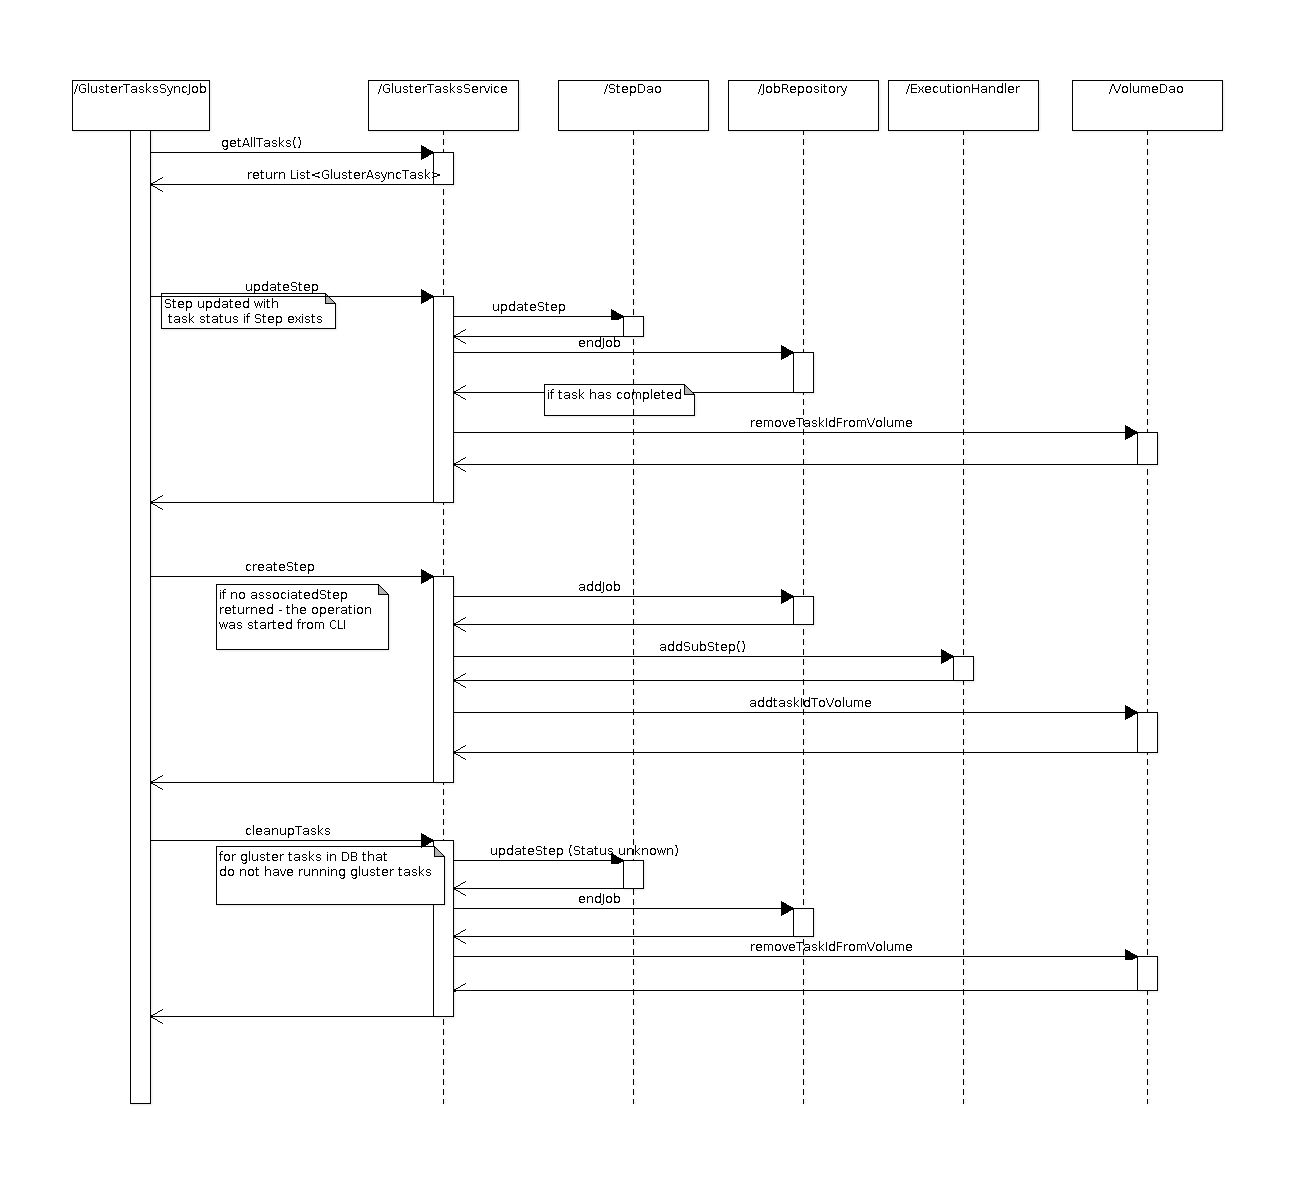 /GlusterTasksSyncJob
/GlusterTasksService
/StepDao
/JobRepository
/ExecutionHandler
/VolumeDao
getAllTasks()
return List<GlusterAsyncTask>
updateStep
Step updated with
task status if Step exists
updateStep
endJob
if task has completed
removeTaskIdFromVolume
createStep
if no associatedStep
returned - the operation
was started from CLI
addJob
addSubStep()
addtaskIdToVolume
cleanupTasks
for gluster tasks in DB that
do not have running gluster tasks
updateStep (Status unknown)
endJob
removeTaskIdFromVolume